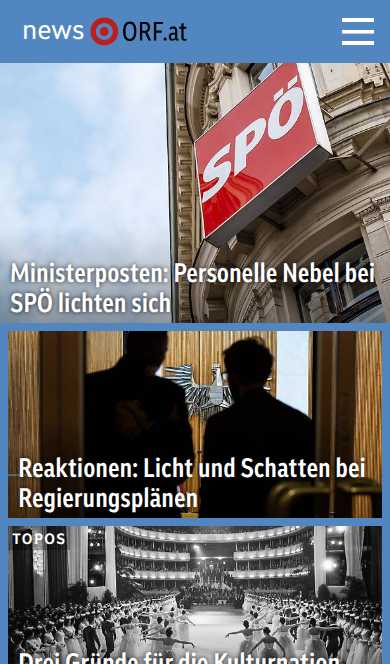 news ORF.at
SPÖ
Ministerposten: Personelle Nebel bei
SPÖ lichten sich
Reaktionen: Licht und Schatten bei
Regierungsplänen
TOPOS
Drei Gründe für die Kulturnation